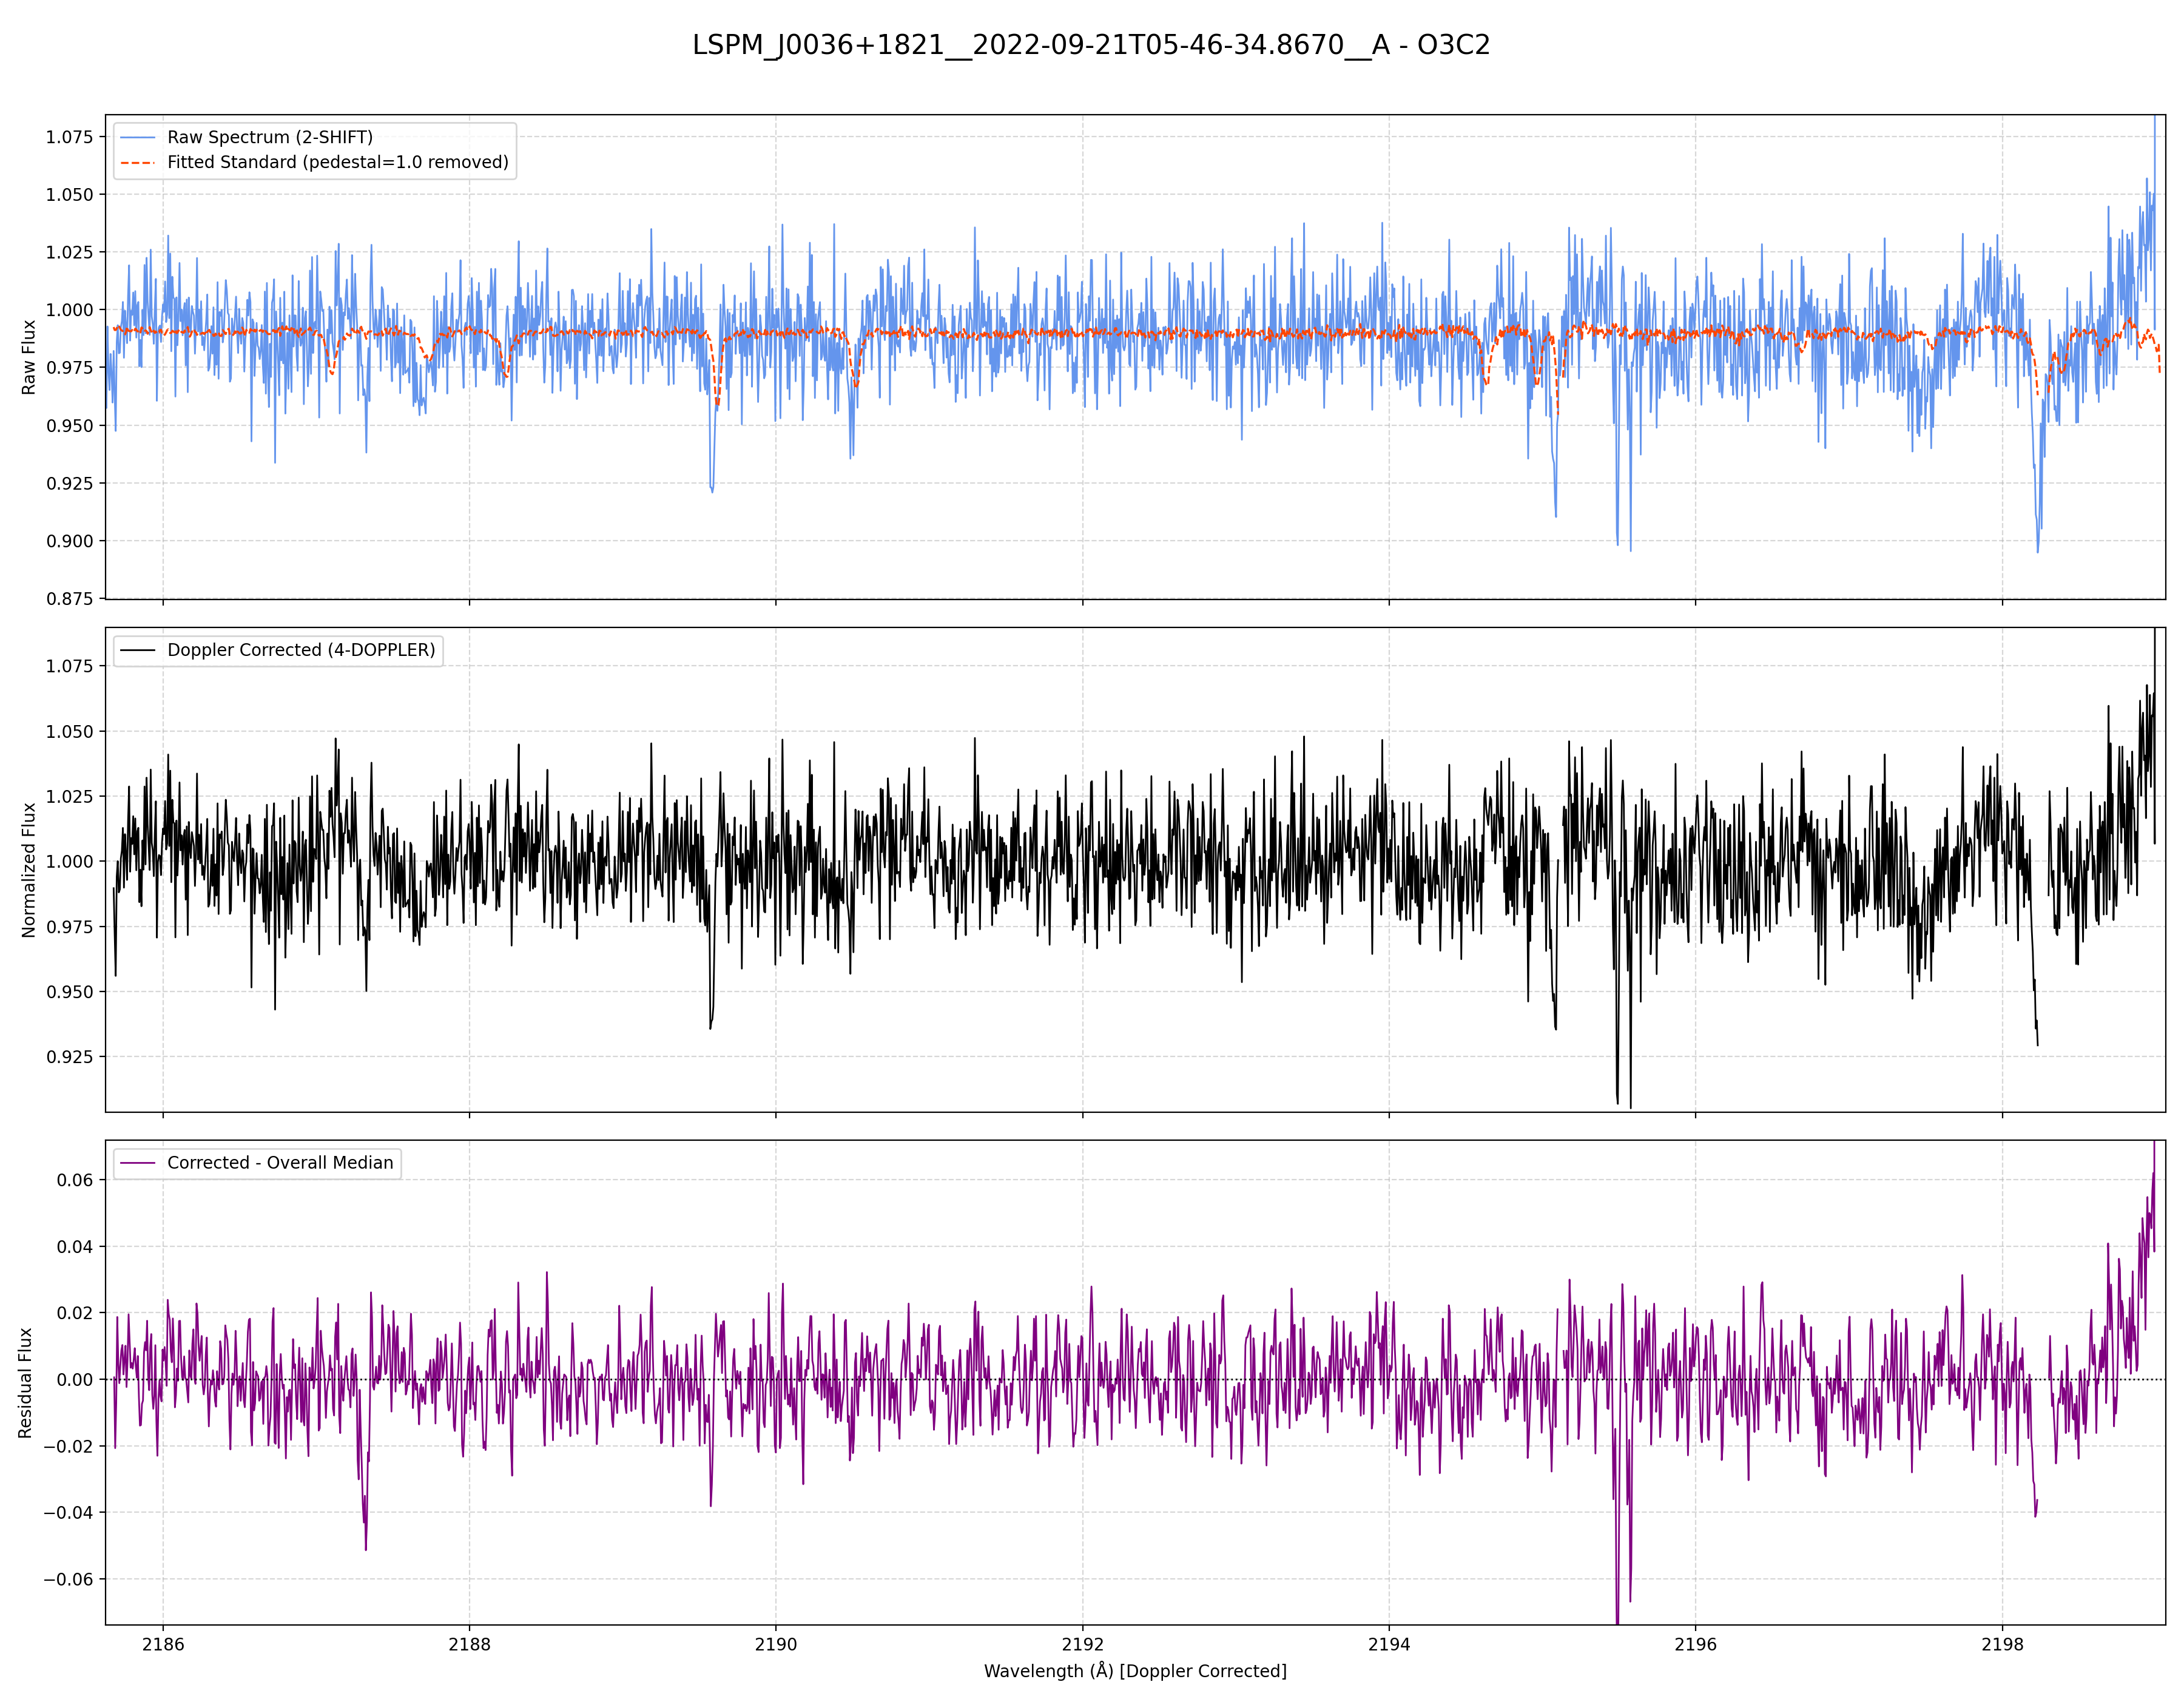 LSPM_J0036+1821__2022-09-21T05-46-34.8670__A - O3C2
Raw Spectrum (2-SHIFT)
Fitted Standard (pedestal=1.0 removed)
Raw Flux
1.075
1.050
1.025
1.000
0.975
0.950
0.925
0.900
0.875
Doppler Corrected (4-DOPPLER)
Normalized Flux
1.075
1.050
1.025
1.000
0.975
0.950
0.925
Corrected - Overall Median
Residual Flux
0.06
0.04
0.02
0.00
−0.02
−0.04
−0.06
2186 2188 2190 2192 2194 2196 2198
Wavelength (Å) [Doppler Corrected]